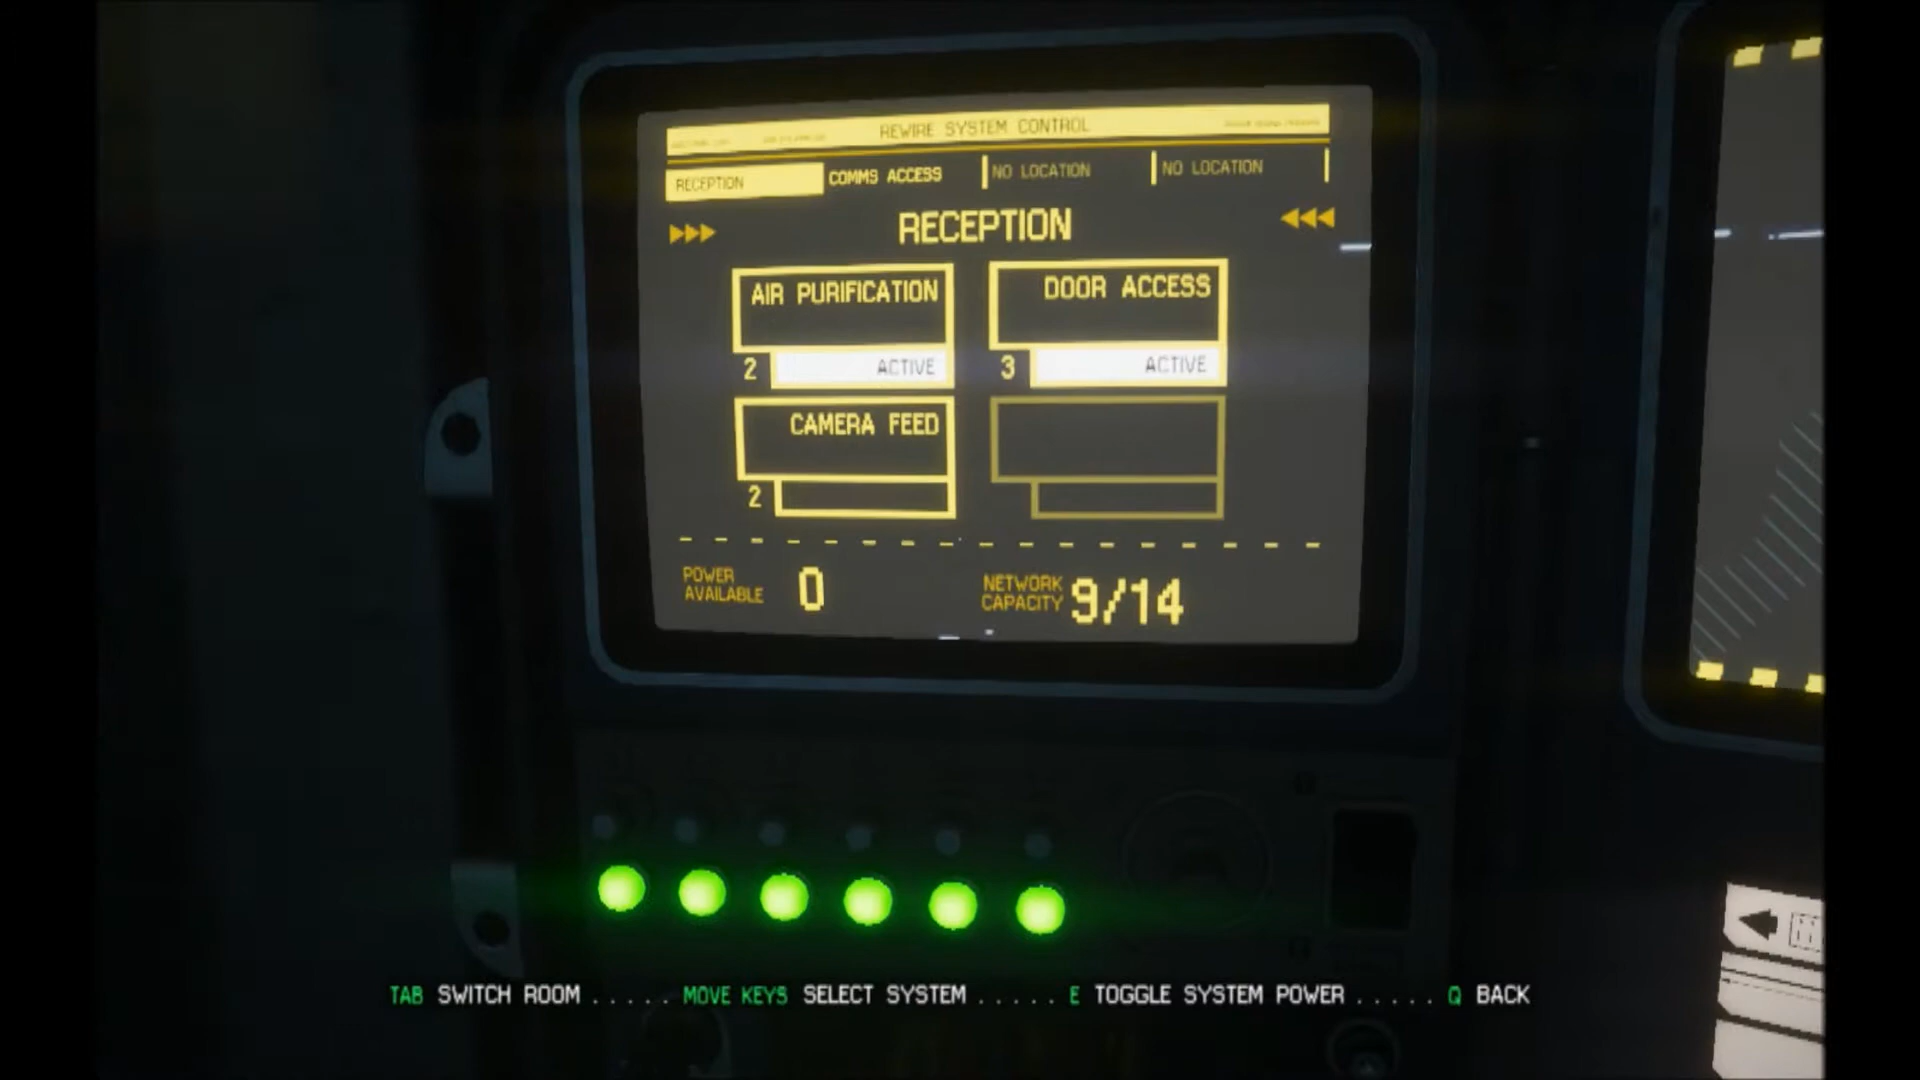 REWIRE SYSTEM CONTROL
RECEPTION
COMMS ACCESS
NO LOCATION
NO LOCATION
RECEPTION
AIR PURIFICATION
2 ACTIVE
DOOR ACCESS
3 ACTIVE
CAMERA FEED
2
POWER
AVAILABLE 0
NETWORK
CAPACITY 9/14
TAB SWITCH ROOM ..... MOVE KEYS SELECT SYSTEM ..... E TOGGLE SYSTEM POWER ..... Q BACK